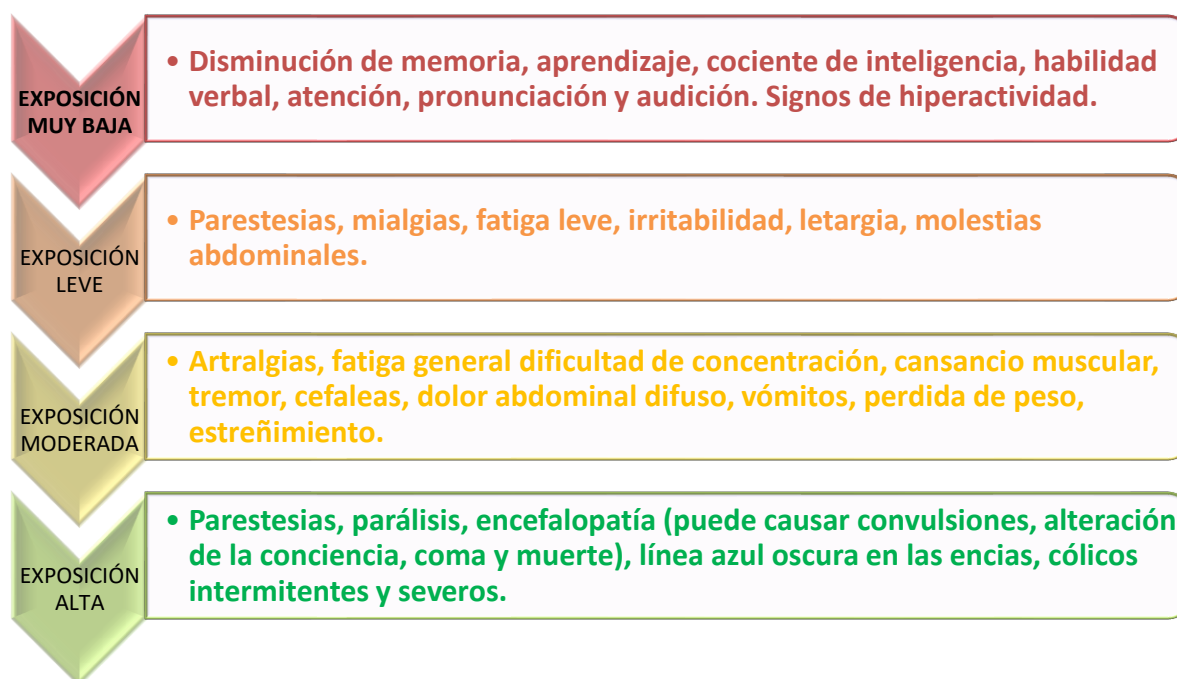 EXPOSICIÓN
MUY BAJA
• Disminución de memoria, aprendizaje, cociente de inteligencia, habilidad
verbal, atención, pronunciación y audición. Signos de hiperactividad.
EXPOSICIÓN
LEVE
• Parestesias, mialgias, fatiga leve, irritabilidad, letargia, molestias
abdominales.
EXPOSICIÓN
MODERADA
• Artralgias, fatiga general dificultad de concentración, cansancio muscular,
tremor, cefaleas, dolor abdominal difuso, vómitos, perdida de peso,
estreñimiento.
EXPOSICIÓN
ALTA
• Parestesias, parálisis, encefalopatía (puede causar convulsiones, alteración
de la conciencia, coma y muerte), línea azul oscura en las encias, cólicos
intermitentes y severos.